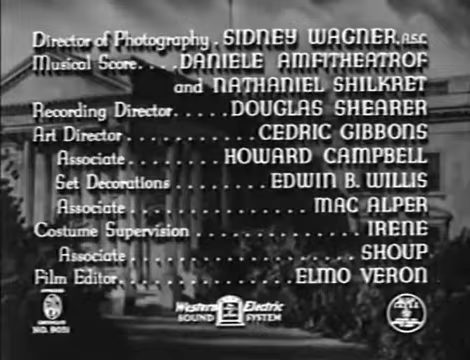 Director of Photography . SIDNEY WAGNER, A.S.C.
Musical Score. . . . DANIELE AMFITHEATROF
and NATHANIEL SHILKRET
Recording Director. . . . . DOUGLAS SHEARER
Art Director . . . . . . . . . . CEDRIC GIBBONS
Associate . . . . . . . . . HOWARD CAMPBELL
Set Decorations . . . . . . . . EDWIN B. WILLIS
Associate . . . . . . . . . . . . . . . . MAC ALPER
Costume Supervision . . . . . . . . . . . . . . IRENE
Associate . . . . . . . . . . . . . . . . . . . . . SHOUP
Film Editor. . . . . . . . . . . . . . . . ELMO VERON
Western Electric
SOUND SYSTEM
NO. 9051